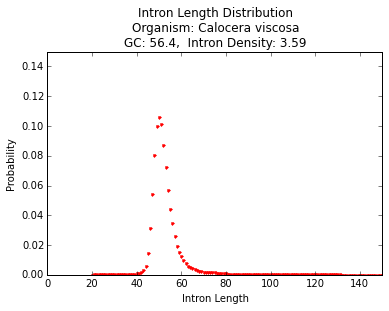 Intron Length Distribution
Organism: Calocera viscosa
GC: 56.4,  Intron Density: 3.59
0.14
0.12
0.10
0.08
0.06
0.04
0.02
0.00
Probability
0 20 40 60 80 100 120 140
Intron Length